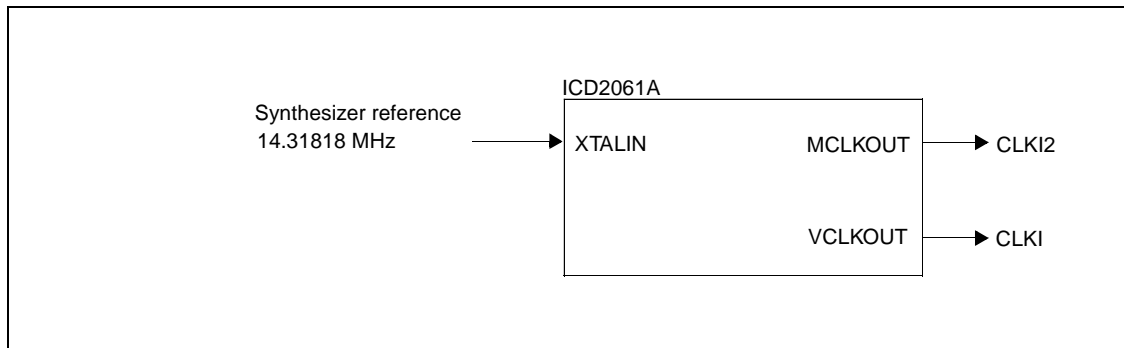 ICD2061A
Synthesizer reference
14.31818 MHz
XTALIN
MCLKOUT
CLKI2
VCLKOUT
CLKI